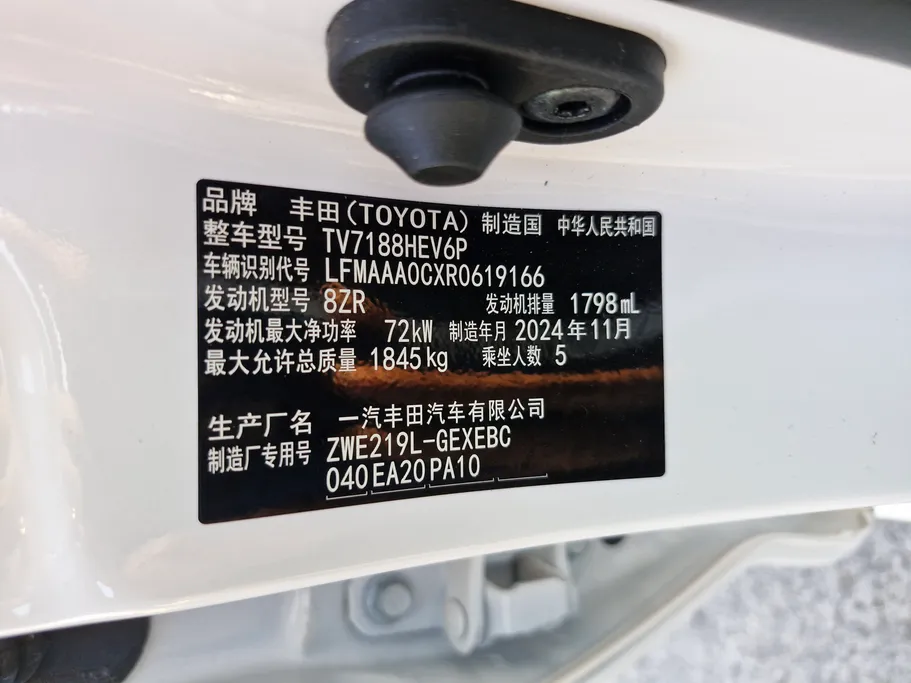 品牌 丰田(TOYOTA) 制造国 中华人民共和国
整车型号 TV7188HEV6P
车辆识别代号 LFMAAA0CXR0619166
发动机型号 8ZR 发动机排量 1798mL
发动机最大净功率 72kW 制造年月 2024年11月
最大允许总质量 1845kg 乘坐人数 5
生产厂名 一汽丰田汽车有限公司
制造厂专用号 ZWE219L-GEXEBC
040EA20PA10